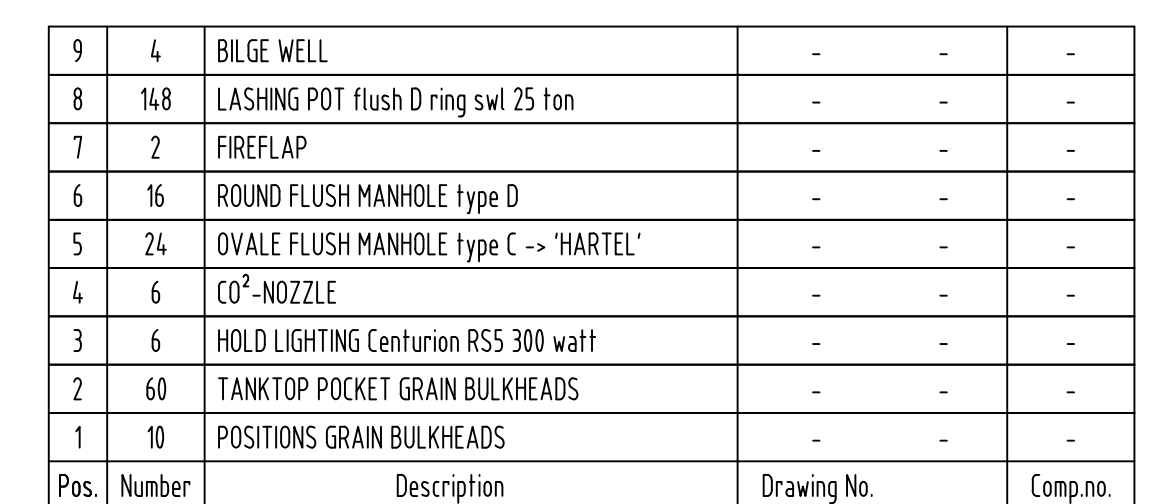 9 4 BILGE WELL - - -
8 148 LASHING POT flush D ring swl 25 ton - - -
7 2 FIREFLAP - - -
6 16 ROUND FLUSH MANHOLE type D - - -
5 24 OVALE FLUSH MANHOLE type C -> 'HARTEL' - - -
4 6 CO²-NOZZLE - - -
3 6 HOLD LIGHTING Centurion RS5 300 watt - - -
2 60 TANKTOP POCKET GRAIN BULKHEADS - - -
1 10 POSITIONS GRAIN BULKHEADS - - -
Pos. Number Description Drawing No. Comp.no.